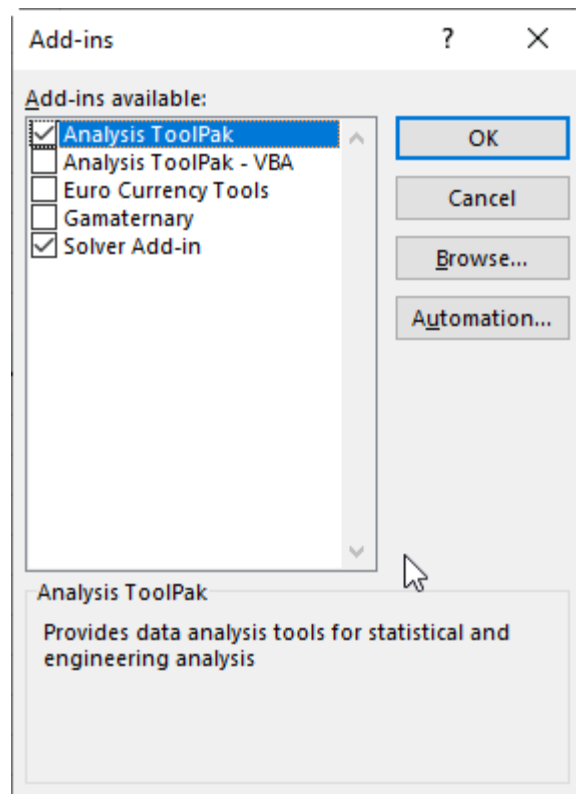 Add-ins
?
Add-ins available:
Analysis ToolPak
Analysis ToolPak - VBA
Euro Currency Tools
Gamaternary
Solver Add-in
OK
Cancel
Browse...
Automation...
Analysis ToolPak
Provides data analysis tools for statistical and
engineering analysis